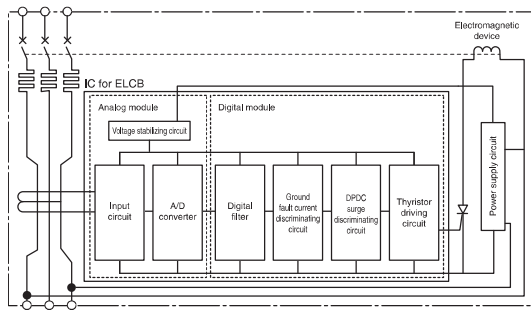 Electromagnetic
device
IC for ELCB
Analog module
Digital module
Voltage stabilizing circuit
Power supply circuit
Input
circuit
A/D
converter
Digital
filter
Ground
fault current
discriminating
circuit
DPDC
surge
discriminating
circuit
Thyristor
driving circuit